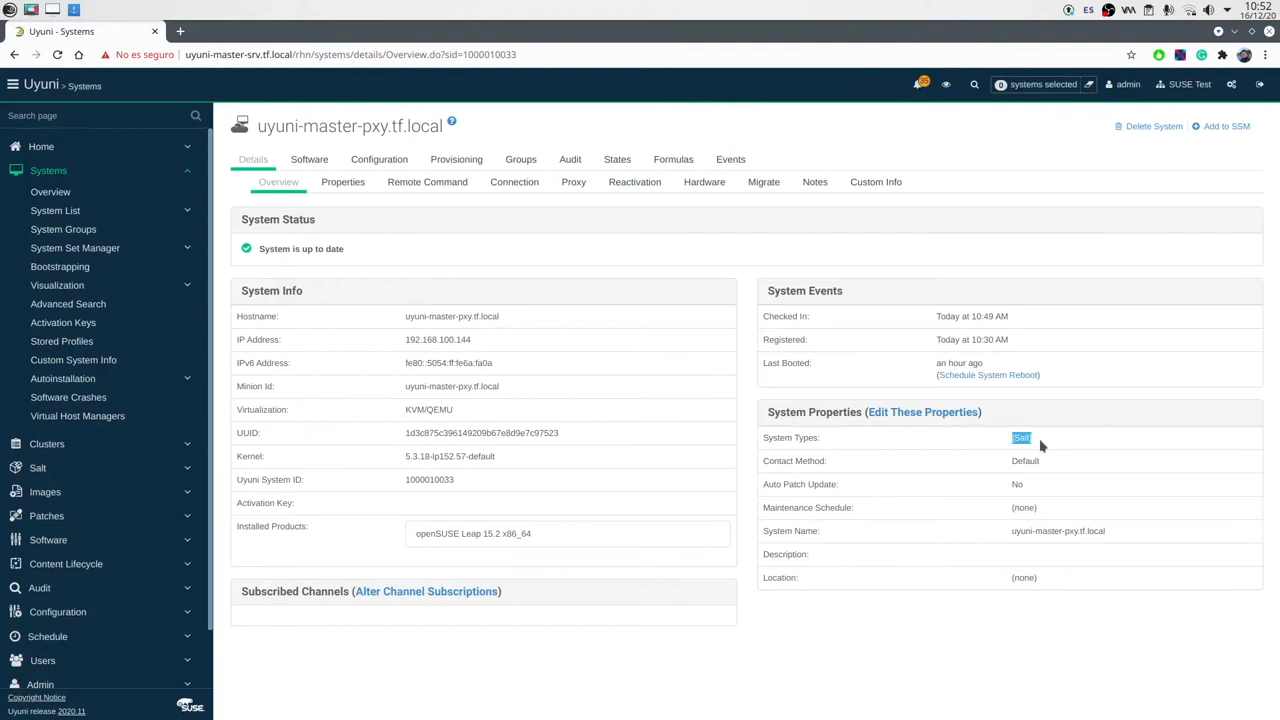 10:52
16/12/20
ES
Uyuni - Systems
No es seguro
uyuni-master-srv.tf.local/rhn/systems/details/Overview.do?sid=1000010033
Uyuni > Systems
95
0 systems selected
admin
SUSE Test
Search page
Home
Systems
Overview
System List
System Groups
System Set Manager
Bootstrapping
Visualization
Advanced Search
Activation Keys
Stored Profiles
Custom System Info
Autoinstallation
Software Crashes
Virtual Host Managers
Clusters
Salt
Images
Patches
Software
Content Lifecycle
Audit
Configuration
Schedule
Users
Admin
Copyright Notice
Uyuni release 2020.11
SUSE
uyuni-master-pxy.tf.local
Delete System
Add to SSM
Details Software Configuration Provisioning Groups Audit States Formulas Events
Overview Properties Remote Command Connection Proxy Reactivation Hardware Migrate Notes Custom Info
System Status
System is up to date
System Info
Hostname: uyuni-master-pxy.tf.local
IP Address: 192.168.100.144
IPv6 Address: fe80::5054:ff:fe6a:fa0a
Minion Id: uyuni-master-pxy.tf.local
Virtualization: KVM/QEMU
UUID: 1d3c875c396149209b67e8d9e7c97523
Kernel: 5.3.18-lp152.57-default
Uyuni System ID: 1000010033
Activation Key:
Installed Products: openSUSE Leap 15.2 x86_64
Subscribed Channels (Alter Channel Subscriptions)
System Events
Checked In: Today at 10:49 AM
Registered: Today at 10:30 AM
Last Booted: an hour ago
(Schedule System Reboot)
System Properties (Edit These Properties)
System Types: [Salt]
Contact Method: Default
Auto Patch Update: No
Maintenance Schedule: (none)
System Name: uyuni-master-pxy.tf.local
Description:
Location: (none)